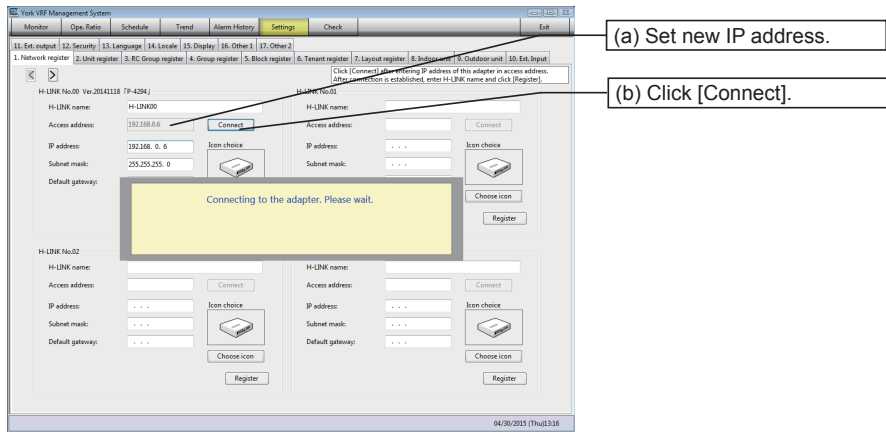 York VRF Management System
Monitor Ope. Ratio Schedule Trend Alarm History Settings Check Exit
11. Ext. output 12. Security 13. Language 14. Locale 15. Display 16. Other 1 17. Other 2
1. Network register 2. Unit register 3. RC Group register 4. Group register 5. Block register 6. Tenant register 7. Layout register 8. Indoor unit 9. Outdoor unit 10. Ext. Input
(a) Set new IP address.
Click [Connect] after entering IP address of this adapter in access address.
After connection is established, enter H-LINK name and click [Register].
(b) Click [Connect].
H-LINK No.00 Ver.20141118 「P-4294」 H-LINK No.01
H-LINK name: H-LINK00 H-LINK name:
Access address: 192.168.0.6 Connect Access address: Connect
IP address: 192.168. 0. 6 Icon choice IP address: . . . Icon choice
Subnet mask: 255.255.255. 0 Subnet mask: . . .
Default gateway:
Connecting to the adapter. Please wait.
Choose icon
Register
H-LINK No.02
H-LINK name: H-LINK name:
Access address: Connect Access address: Connect
IP address: . . . Icon choice IP address: . . . Icon choice
Subnet mask: . . . Subnet mask: . . .
Default gateway: . . . Default gateway: . . .
Choose icon Choose icon
Register Register
04/30/2015 (Thu)13:16